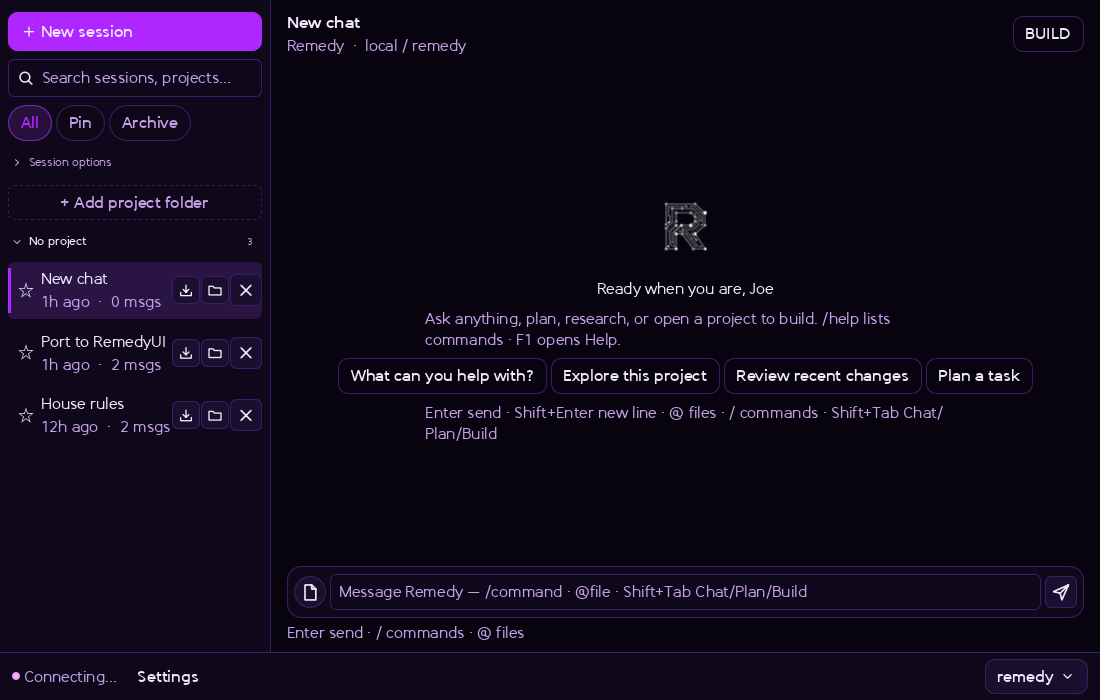 + New session
Search sessions, projects...
All
Pin
Archive
Session options
+ Add project folder
No project
3
New chat
1h ago · 0 msgs
Port to RemedyUI
1h ago · 2 msgs
House rules
12h ago · 2 msgs
Connecting...
Settings
New chat
Remedy · local / remedy
BUILD
R
Ready when you are, Joe
Ask anything, plan, research, or open a project to build. /help lists
commands · F1 opens Help.
What can you help with?
Explore this project
Review recent changes
Plan a task
Enter send · Shift+Enter new line · @ files · / commands · Shift+Tab Chat/
Plan/Build
Message Remedy — /command · @file · Shift+Tab Chat/Plan/Build
Enter send · / commands · @ files
remedy